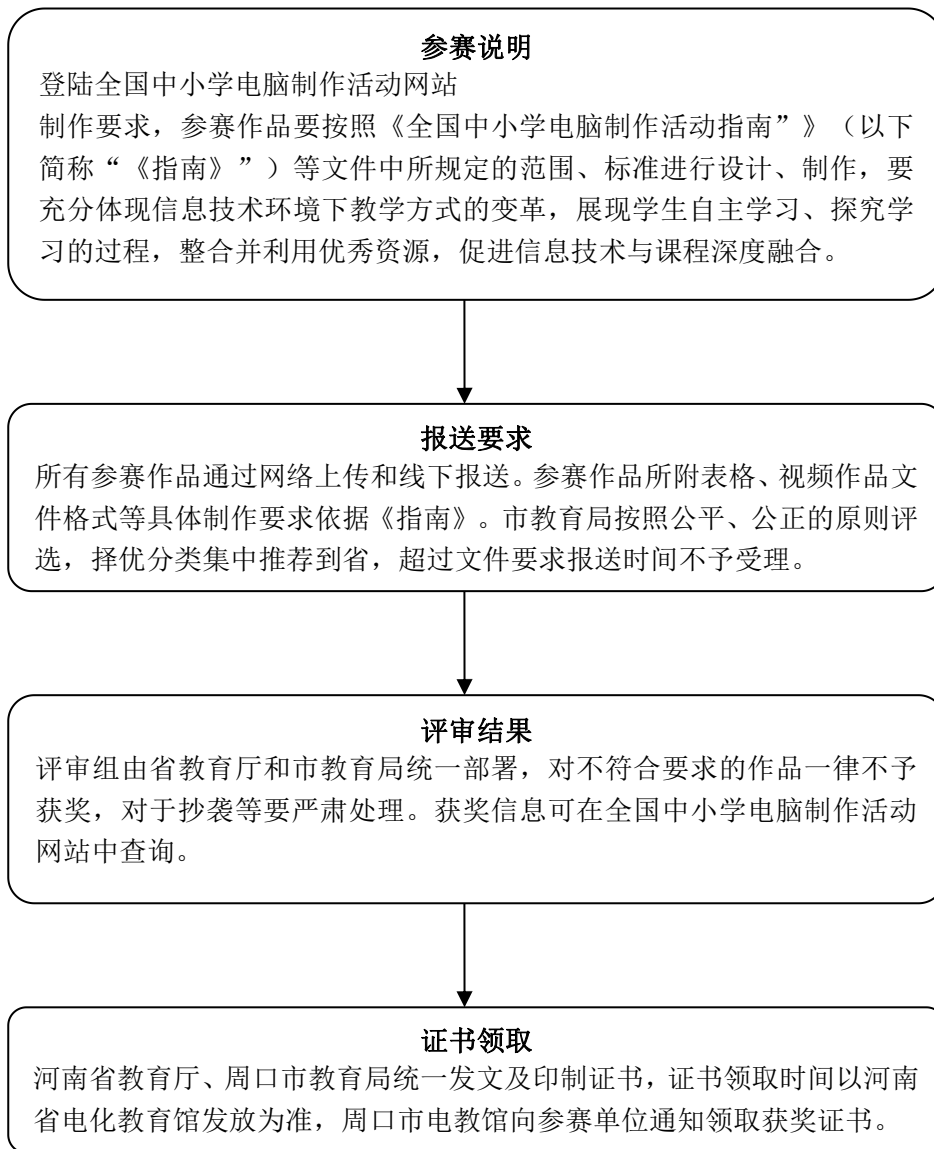 参赛说明
登陆全国中小学电脑制作活动网站
制作要求，参赛作品要按照《全国中小学电脑制作活动指南”》（以下
简称“《指南》”）等文件中所规定的范围、标准进行设计、制作，要
充分体现信息技术环境下教学方式的变革，展现学生自主学习、探究学
习的过程，整合并利用优秀资源，促进信息技术与课程深度融合。
报送要求
所有参赛作品通过网络上传和线下报送。参赛作品所附表格、视频作品文
件格式等具体制作要求依据《指南》。市教育局按照公平、公正的原则评
选，择优分类集中推荐到省，超过文件要求报送时间不予受理。
评审结果
评审组由省教育厅和市教育局统一部署，对不符合要求的作品一律不予
获奖，对于抄袭等要严肃处理。获奖信息可在全国中小学电脑制作活动
网站中查询。
证书领取
河南省教育厅、周口市教育局统一发文及印制证书，证书领取时间以河南
省电化教育馆发放为准，周口市电教馆向参赛单位通知领取获奖证书。